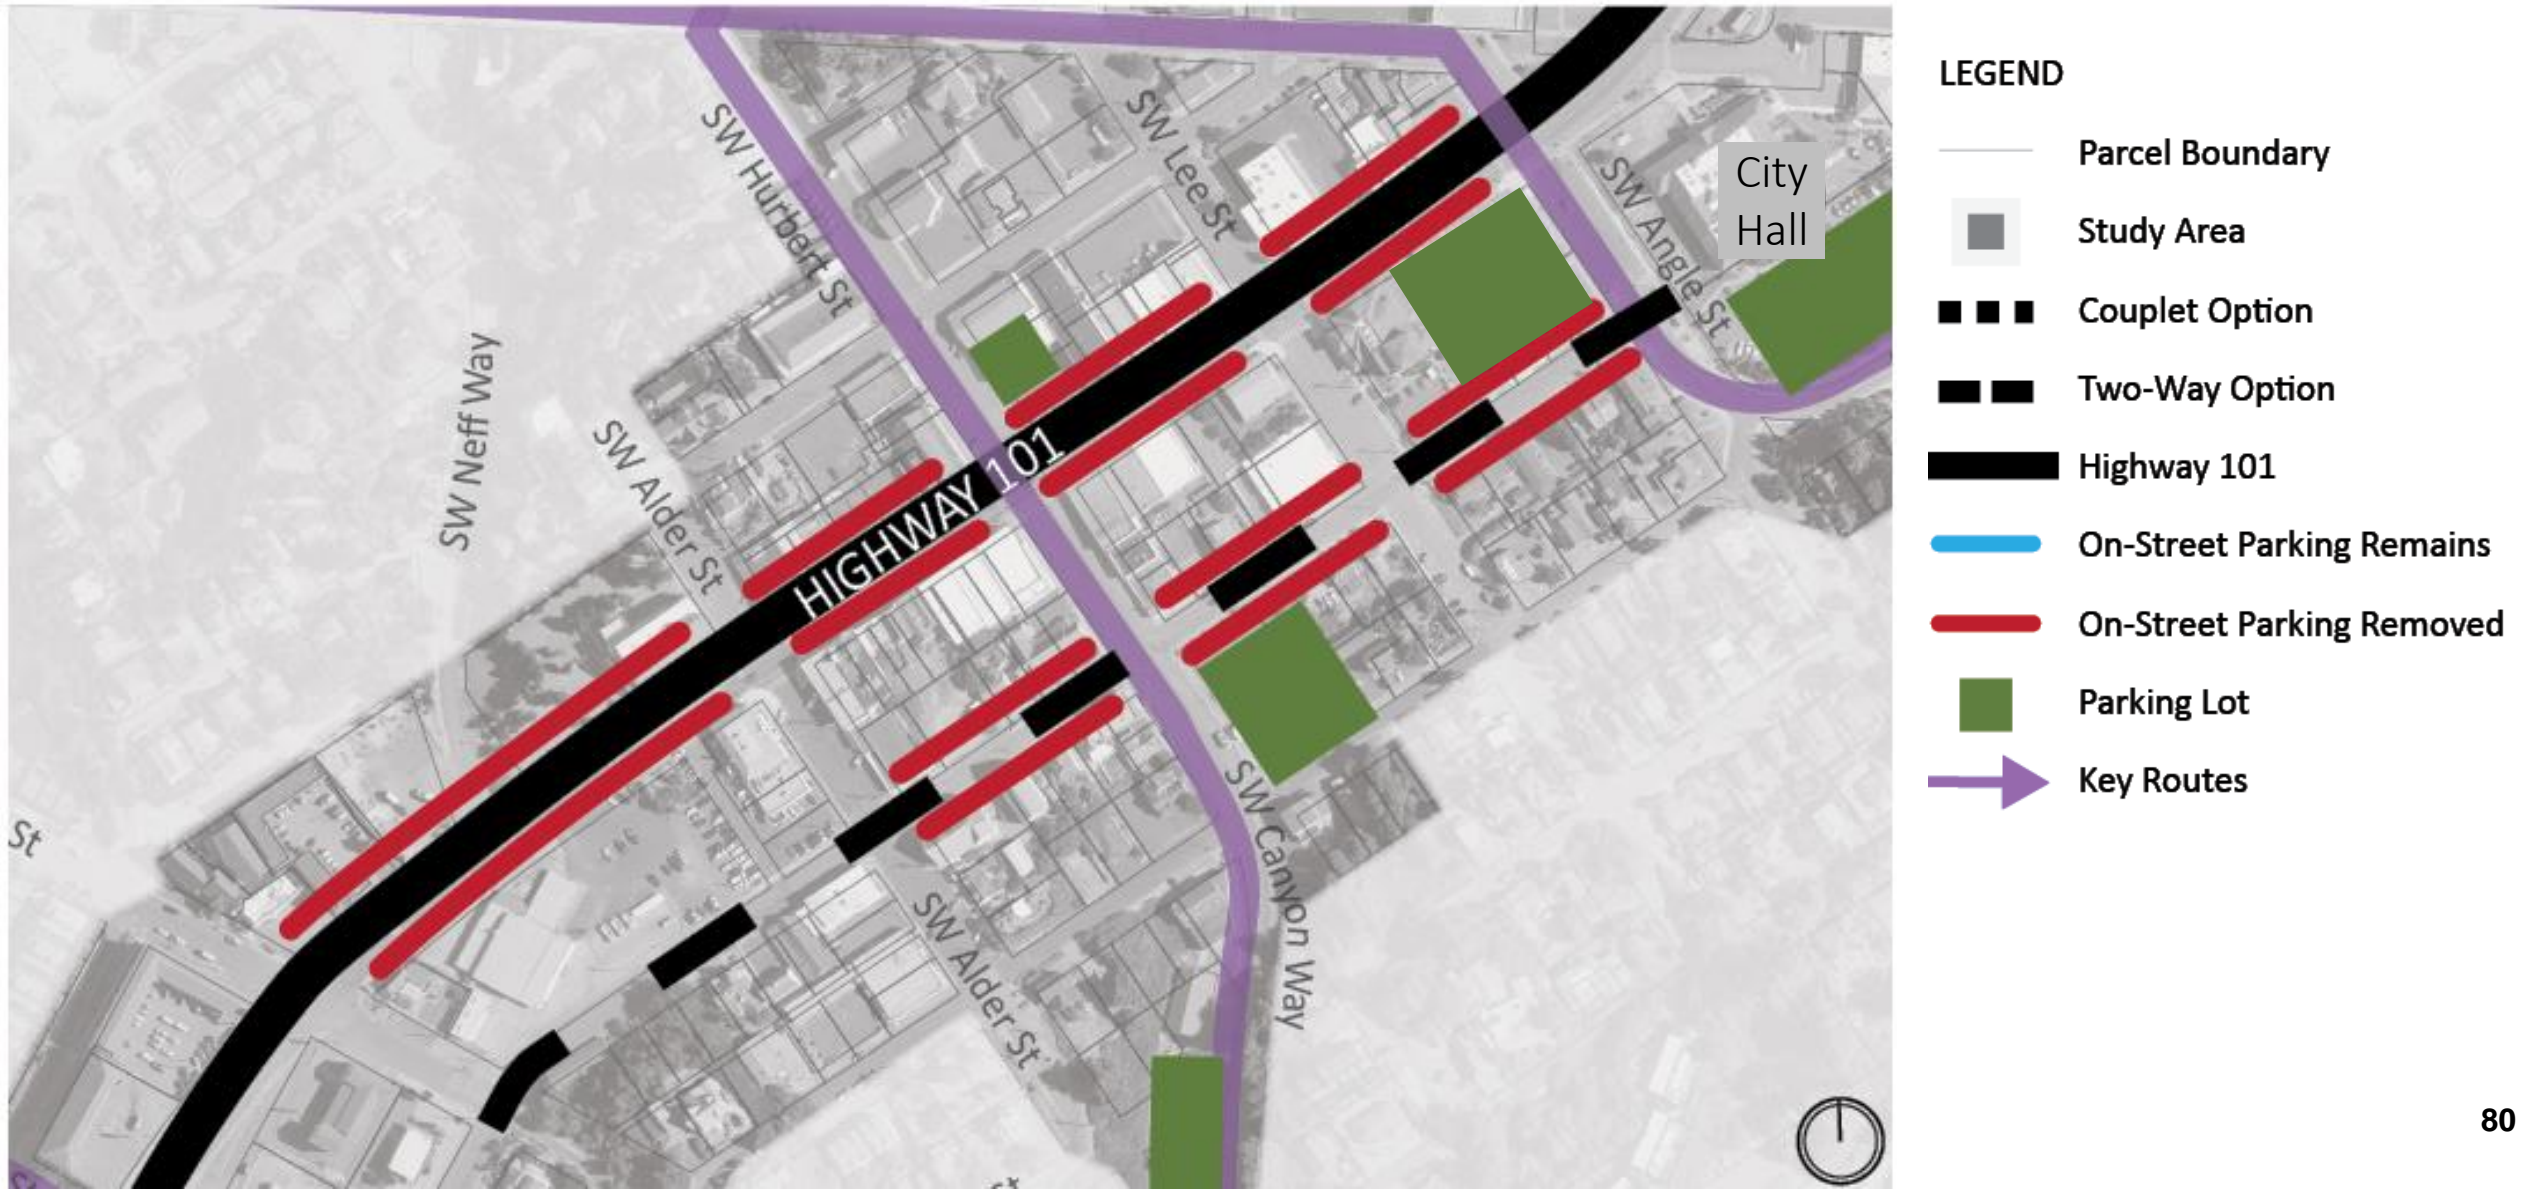 SW Hurbert St
SW Lee St
SW Angle St
City
Hall
SW Neff Way
SW Alder St
HIGHWAY 101
St
SW Canyon Way
SW Alder St
LEGEND
Parcel Boundary
Study Area
Couplet Option
Two-Way Option
Highway 101
On-Street Parking Remains
On-Street Parking Removed
Parking Lot
Key Routes
80